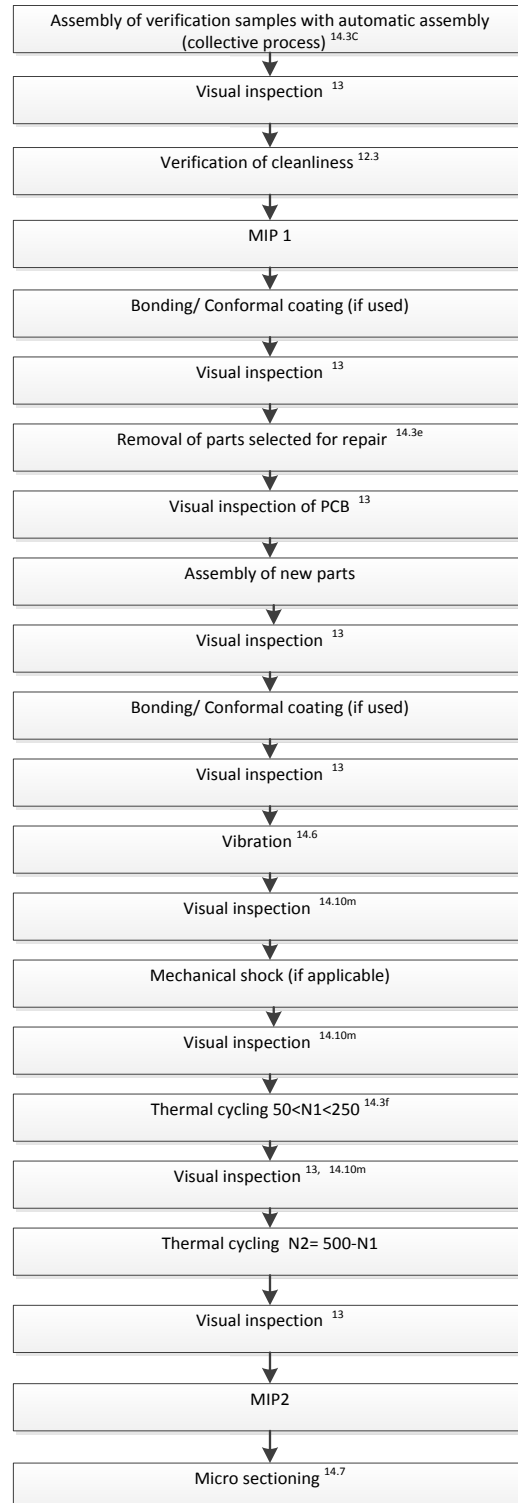 Assembly of verification samples with automatic assembly
(collective process) 14.3C
Visual inspection 13
Verification of cleanliness 12.3
MIP 1
Bonding/ Conformal coating (if used)
Visual inspection 13
Removal of parts selected for repair 14.3e
Visual inspection of PCB 13
Assembly of new parts
Visual inspection 13
Bonding/ Conformal coating (if used)
Visual inspection 13
Vibration 14.6
Visual inspection 14.10m
Mechanical shock (if applicable)
Visual inspection 14.10m
Thermal cycling 50<N1<250 14.3f
Visual inspection 13, 14.10m
Thermal cycling N2= 500-N1
Visual inspection 13
MIP2
Micro sectioning 14.7